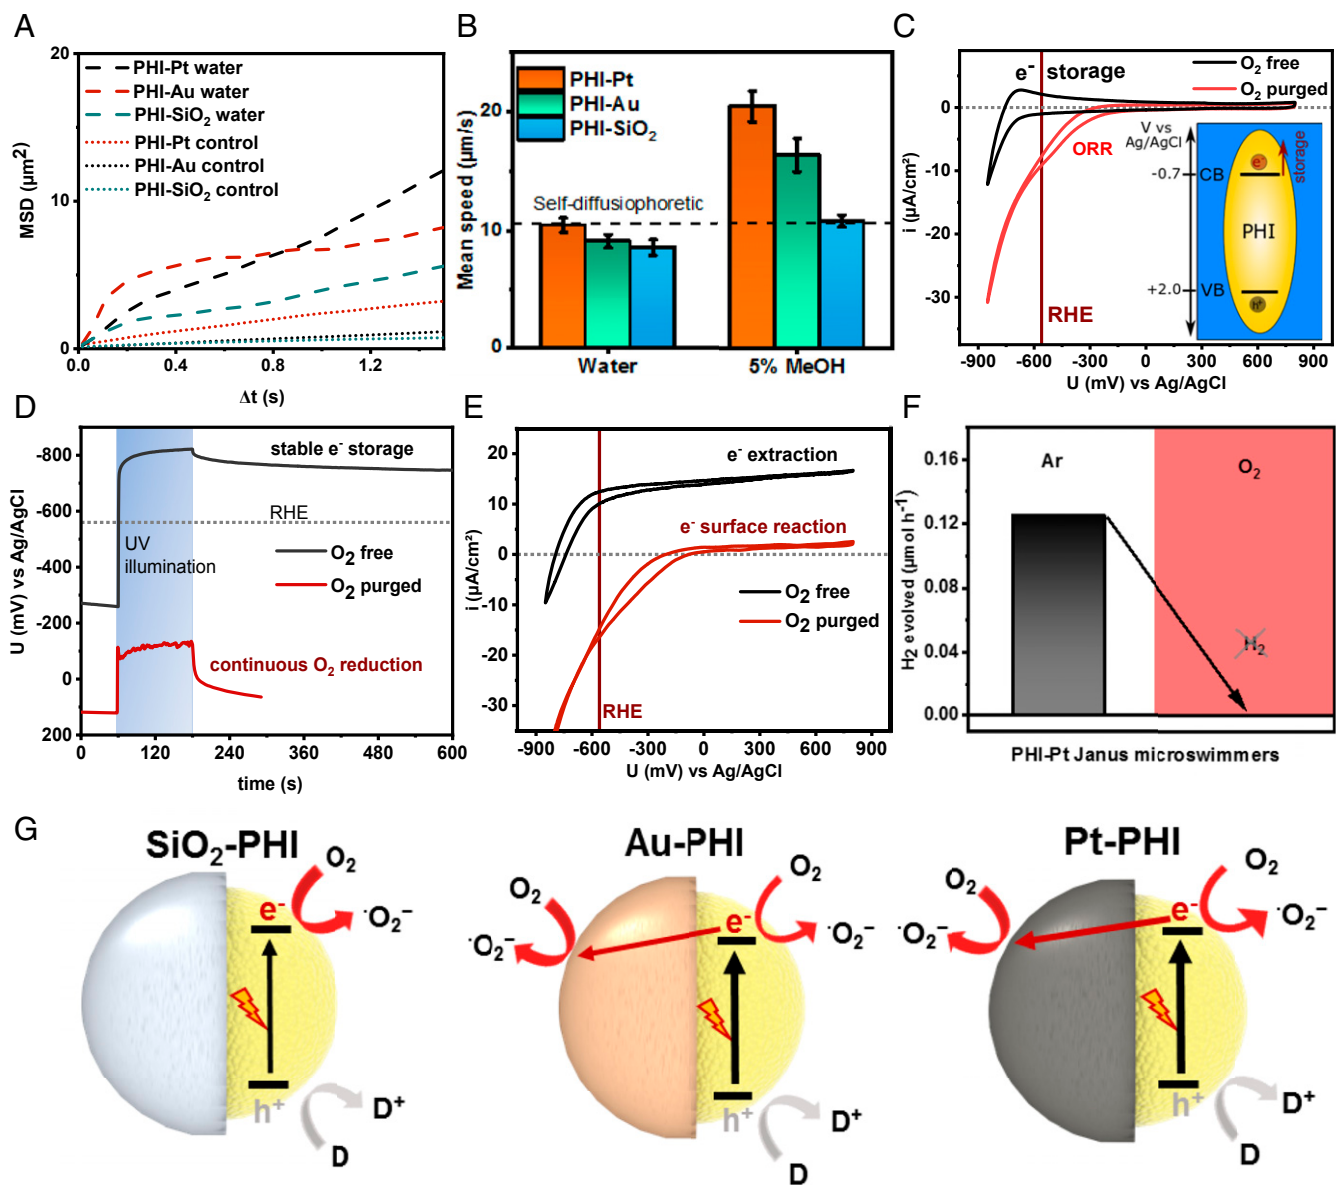 A
20
10
0
MSD (μm²)
PHI-Pt water
PHI-Au water
PHI-SiO₂ water
PHI-Pt control
PHI-Au control
PHI-SiO₂ control
0.0 0.4 0.8 1.2
Δt (s)
B
20
10
0
Mean speed (μm/s)
PHI-Pt
PHI-Au
PHI-SiO₂
Self-diffusiophoretic
Water 5% MeOH
C
0
-10
-20
-30
i (μA/cm²)
e⁻ storage
O₂ free
O₂ purged
ORR
RHE
V vs
Ag/AgCl
-0.7
+2.0
CB
VB
e⁻
storage
PHI
h⁺
-900 -600 -300 0 300 600 900
U (mV) vs Ag/AgCl
D
-800
-600
-400
-200
0
200
U (mV) vs Ag/AgCl
stable e⁻ storage
RHE
UV
illumination
O₂ free
O₂ purged
continuous O₂ reduction
0 120 240 360 480 600
time (s)
E
20
10
0
-10
-20
-30
i (μA/cm²)
e⁻ extraction
e⁻ surface reaction
O₂ free
O₂ purged
RHE
-900 -600 -300 0 300 600 900
U (mV) vs Ag/AgCl
F
0.16
0.12
0.08
0.04
0.00
H₂ evolved (μmol h⁻¹)
Ar
O₂
H₂
PHI-Pt Janus microswimmers
G
SiO₂-PHI
O₂
e⁻
·O₂⁻
h⁺
D⁺
D
Au-PHI
O₂
O₂
e⁻
·O₂⁻
·O₂⁻
h⁺
D⁺
D
Pt-PHI
O₂
O₂
e⁻
·O₂⁻
·O₂⁻
h⁺
D⁺
D